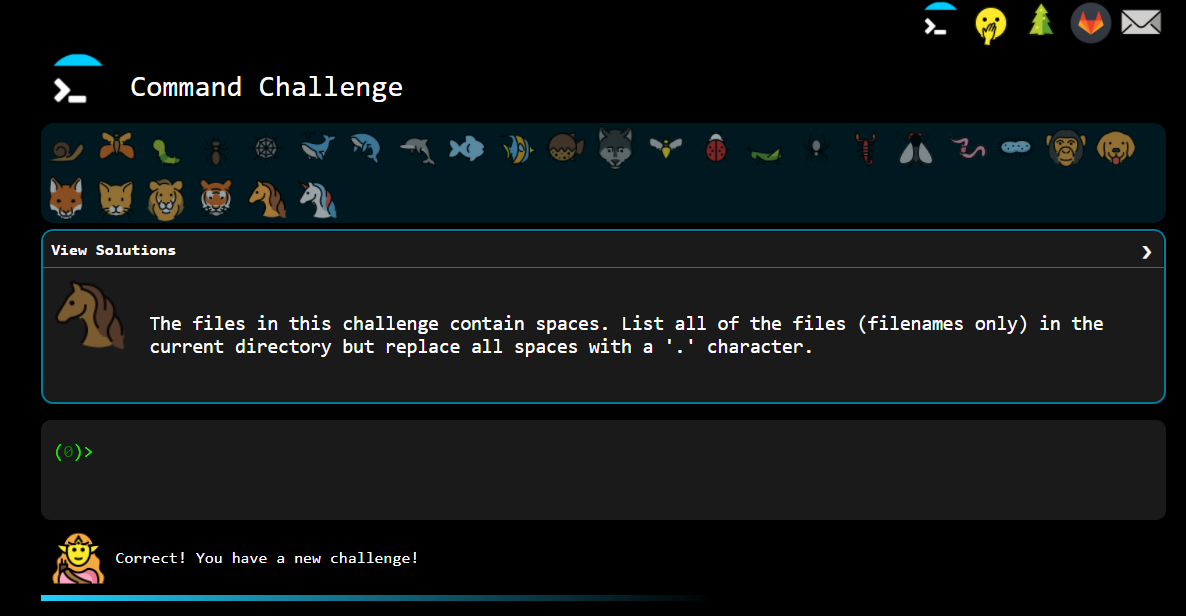 Command Challenge
View Solutions
The files in this challenge contain spaces. List all of the files (filenames only) in the
current directory but replace all spaces with a '.' character.
(0)>
Correct! You have a new challenge!